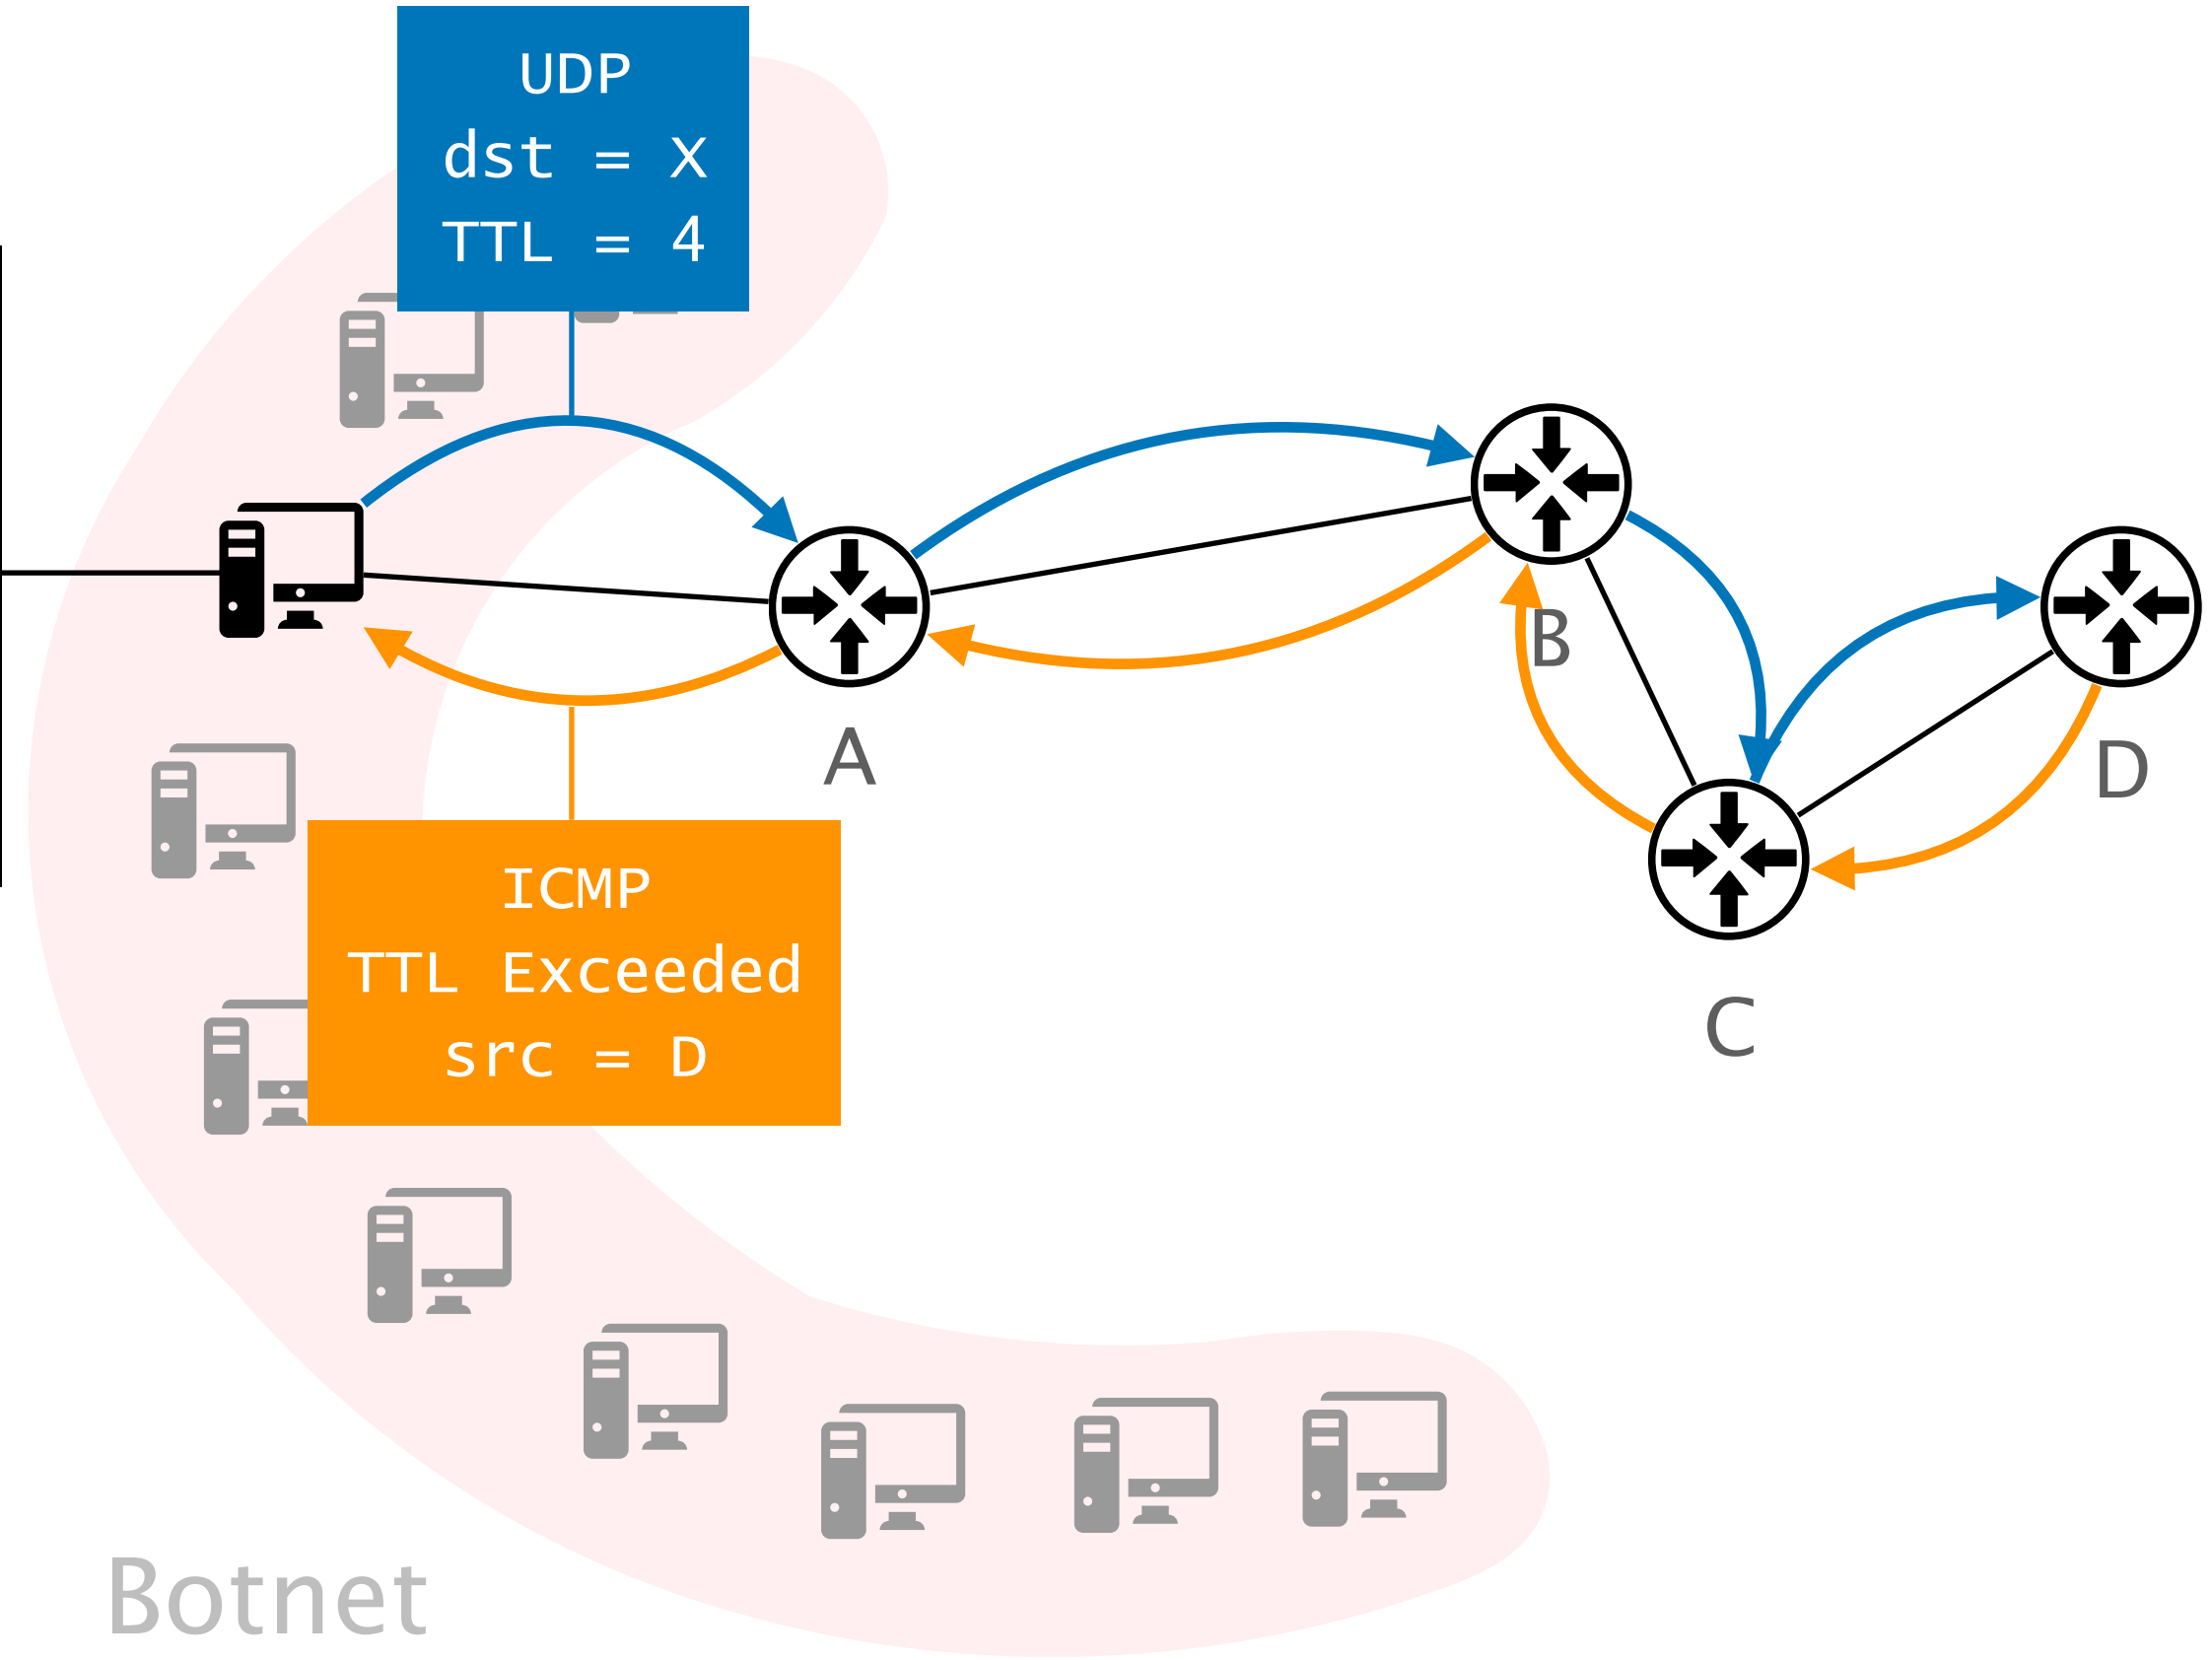 UDP
dst = X
TTL = 4
B
A
D
ICMP
TTL Exceeded
src = D
C
Botnet